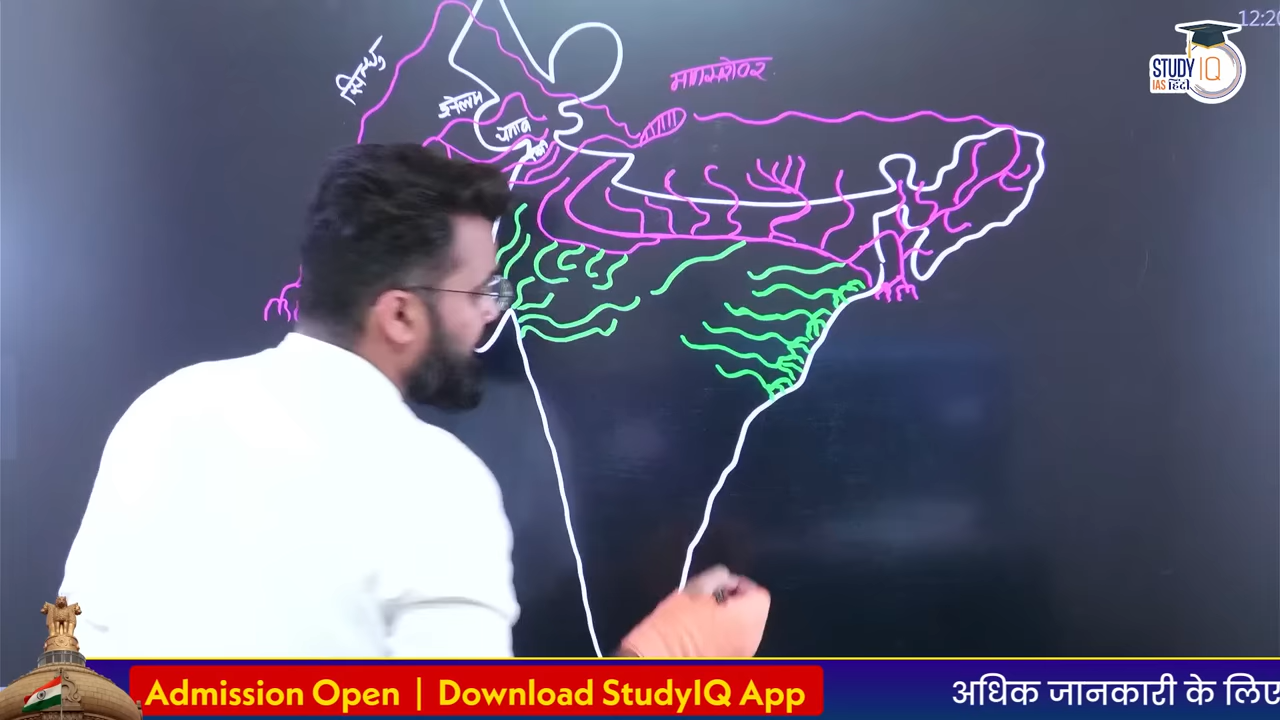 12:20
STUDY IQ
IAS हिंदी
सिन्धु
मानसरोवर
झेलम
चेनाब
Admission Open | Download StudyIQ App
अधिक जानकारी के लिए